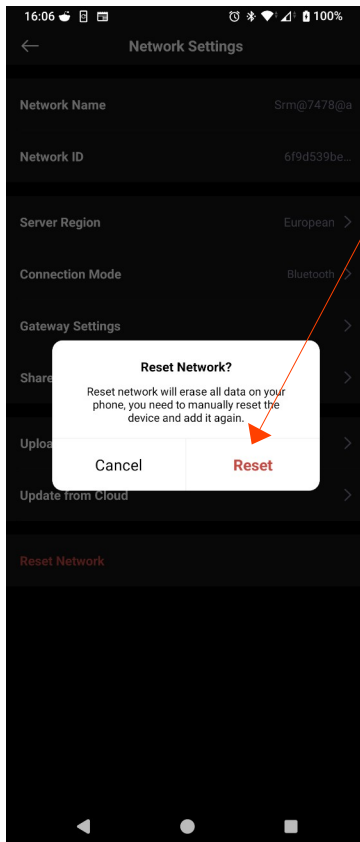 16:06 100%
Network Settings
Network Name Srm@7478@a
Network ID 6f9d539be...
Server Region European
Connection Mode Bluetooth
Gateway Settings
Reset Network?
Share
Reset network will erase all data on your
phone, you need to manually reset the
device and add it again.
Uploa
Cancel Reset
Update from Cloud
Reset Network